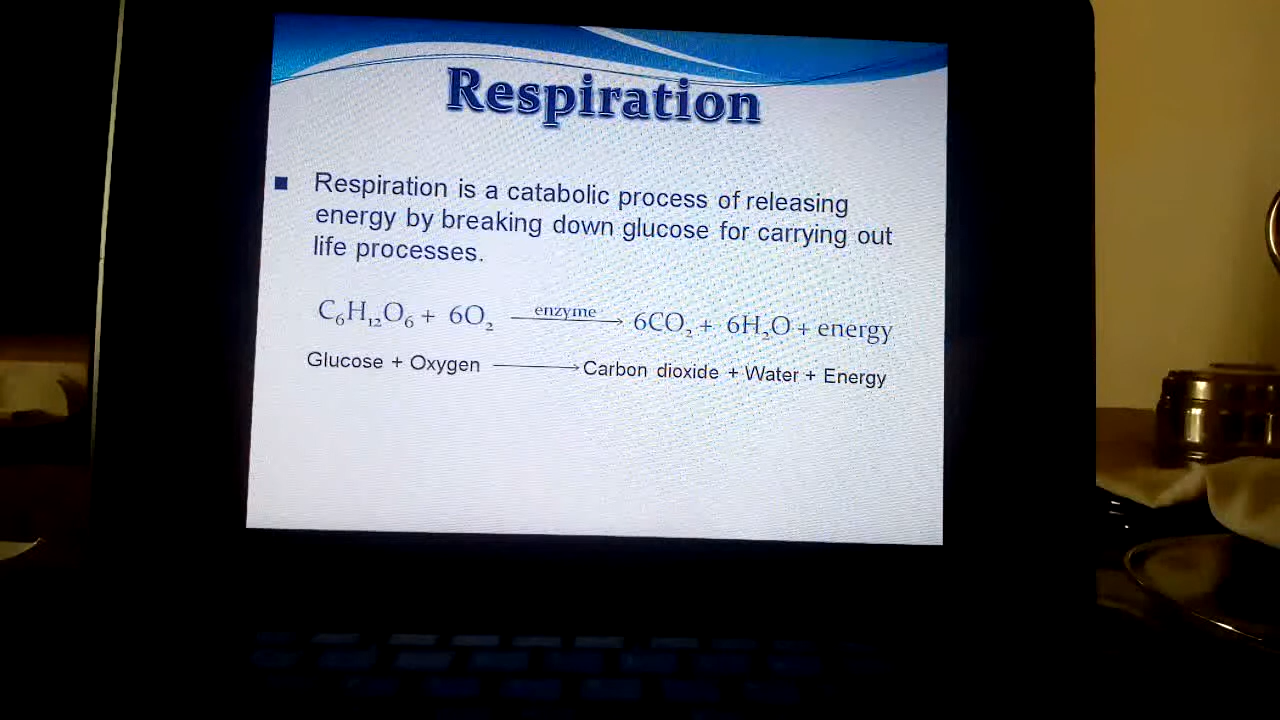 Respiration
■ Respiration is a catabolic process of releasing
energy by breaking down glucose for carrying out
life processes.
C₆H₁₂O₆ + 6O₂ enzyme → 6CO₂ + 6H₂O + energy
Glucose + Oxygen → Carbon dioxide + Water + Energy